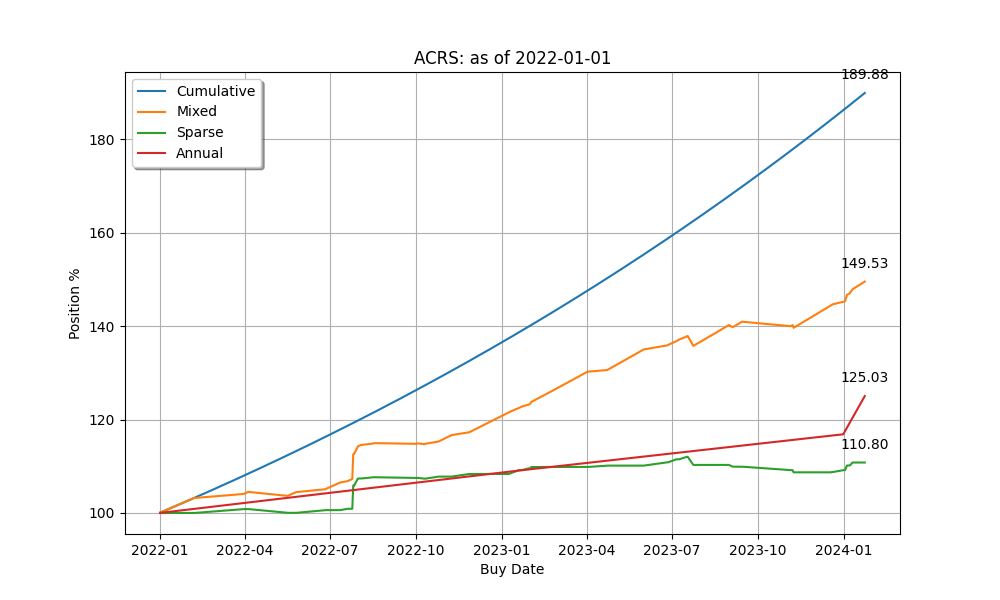 ACRS: as of 2022-01-01
189.88
Cumulative
Mixed
Sparse
Annual
180
160
149.53
140
125.03
120
110.80
100
Position %
2022-01 2022-04 2022-07 2022-10 2023-01 2023-04 2023-07 2023-10 2024-01
Buy Date